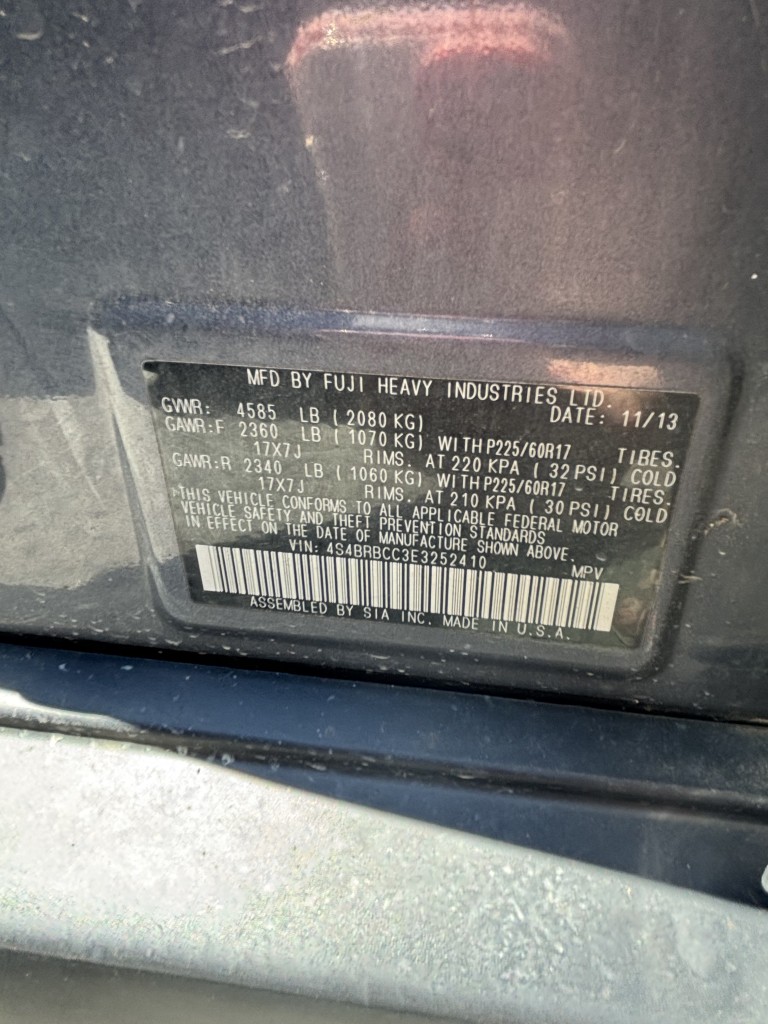 MFD BY FUJI HEAVY INDUSTRIES LTD.
DATE: 11/13
GVWR: 4585 LB (2080 KG)
GAWR:F 2360 LB (1070 KG) WITH P225/60R17 TIRES.
17X7J RIMS. AT 220 KPA (32 PSI) COLD
GAWR:R 2340 LB (1060 KG) WITH P225/60R17 TIRES.
17X7J RIMS. AT 210 KPA (30 PSI) COLD
THIS VEHICLE CONFORMS TO ALL APPLICABLE FEDERAL MOTOR
VEHICLE SAFETY AND THEFT PREVENTION STANDARDS
IN EFFECT ON THE DATE OF MANUFACTURE SHOWN ABOVE.
VIN: 4S4BRBCC3E3252410 MPV
ASSEMBLED BY SIA INC. MADE IN U.S.A.